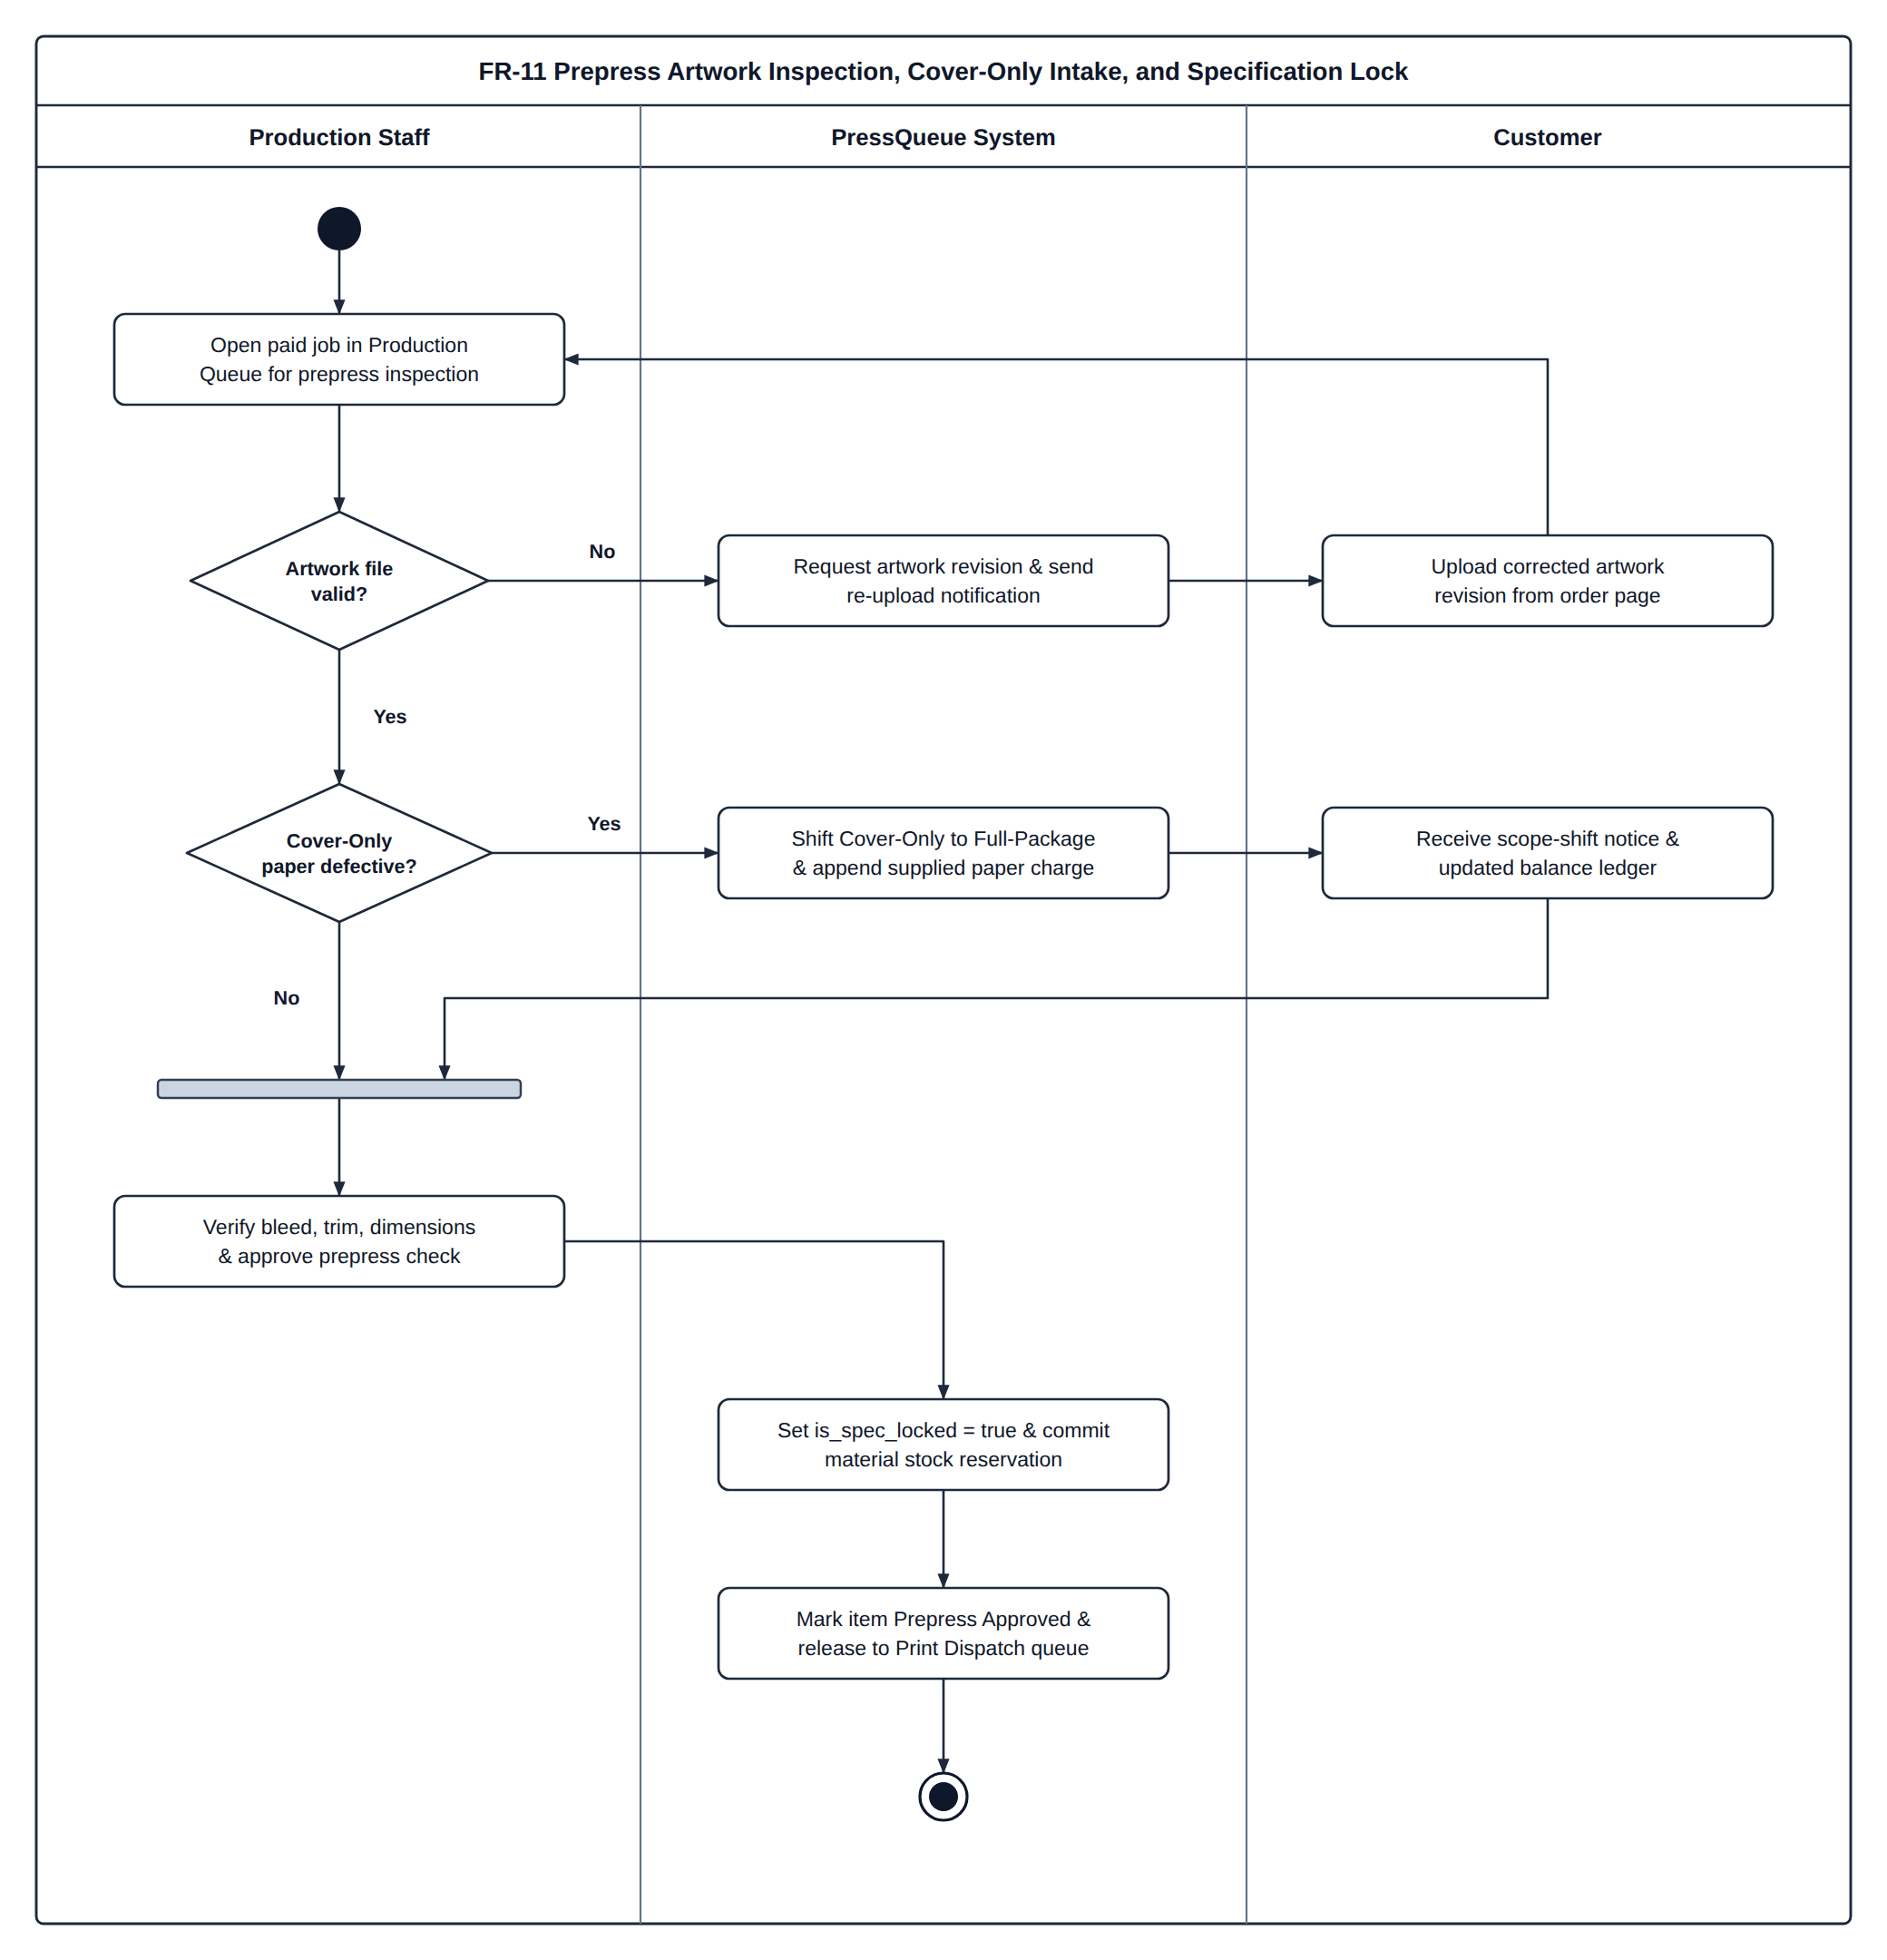 FR-11 Prepress Artwork Inspection, Cover-Only Intake, and Specification Lock
Production Staff
PressQueue System
Customer
Open paid job in Production
Queue for prepress inspection
Artwork file
valid?
No
Request artwork revision & send
re-upload notification
Upload corrected artwork
revision from order page
Yes
Cover-Only
paper defective?
Yes
Shift Cover-Only to Full-Package
& append supplied paper charge
Receive scope-shift notice &
updated balance ledger
No
Verify bleed, trim, dimensions
& approve prepress check
Set is_spec_locked = true & commit
material stock reservation
Mark item Prepress Approved &
release to Print Dispatch queue